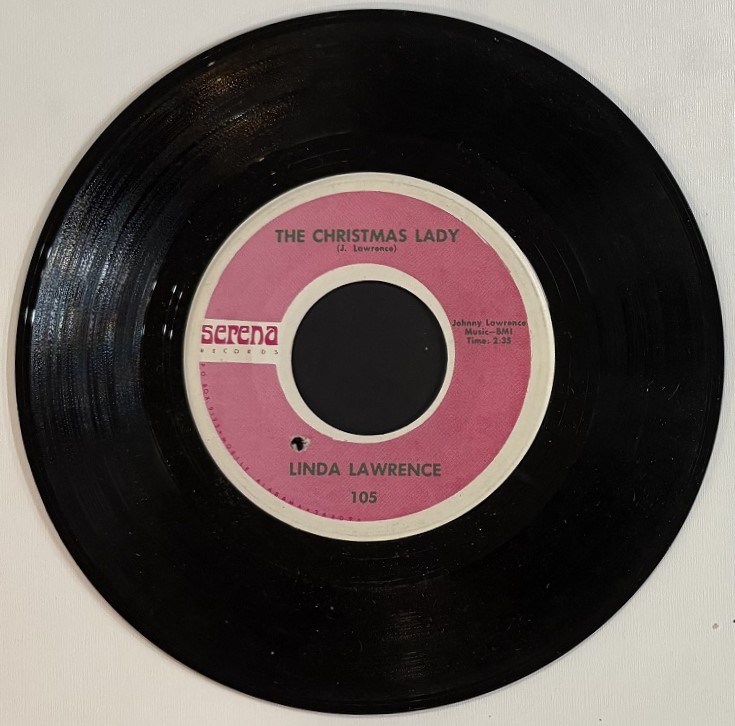 THE CHRISTMAS LADY
(J. Lawrence)
serena
RECORDS
Johnny Lawrence
Music—BMI
Time: 2:35
LINDA LAWRENCE
105